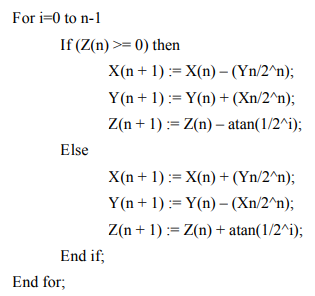 For i=0 to n-1
If (Z(n) >= 0) then
X(n + 1) := X(n) – (Yn/2^n);
Y(n + 1) := Y(n) + (Xn/2^n);
Z(n + 1) := Z(n) – atan(1/2^i);
Else
X(n + 1) := X(n) + (Yn/2^n);
Y(n + 1) := Y(n) – (Xn/2^n);
Z(n + 1) := Z(n) + atan(1/2^i);
End if;
End for;